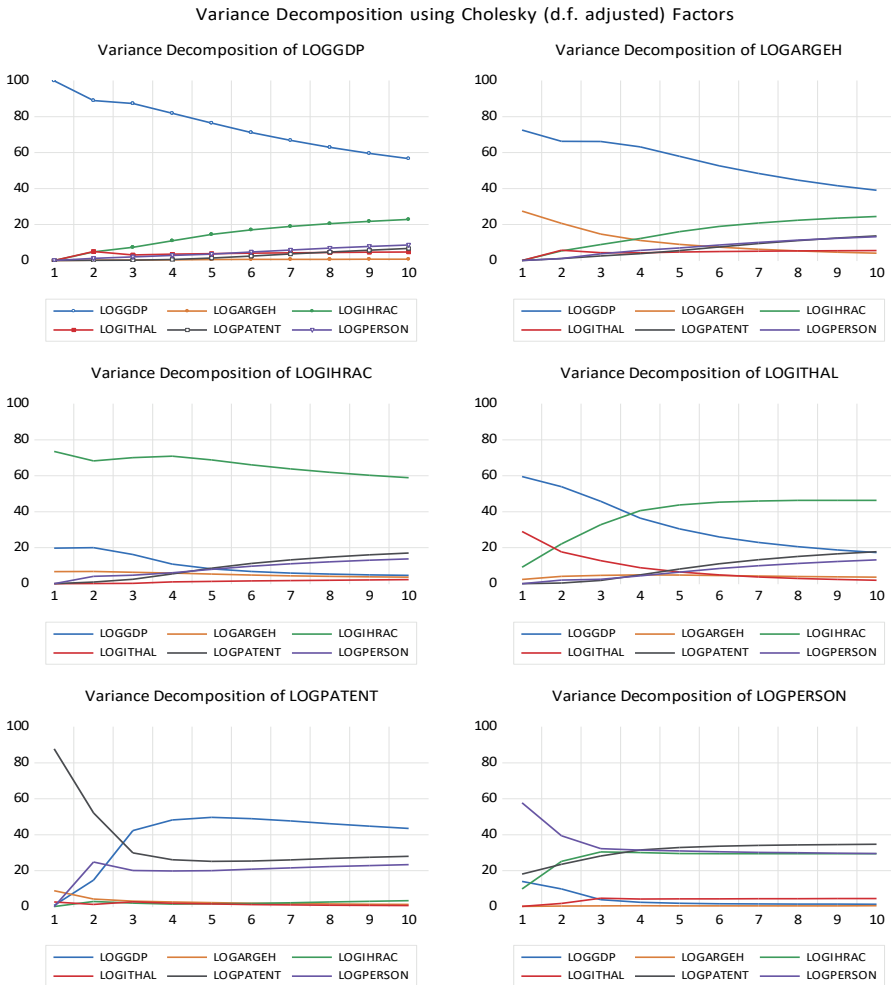 Variance Decomposition using Cholesky (d.f. adjusted) Factors
Variance Decomposition of LOGGDP
100
80
60
40
20
0
1 2 3 4 5 6 7 8 9 10
LOGGDP LOGARGEH LOGIHRAC
LOGITHAL LOGPATENT LOGPERSON
Variance Decomposition of LOGARGEH
100
80
60
40
20
0
1 2 3 4 5 6 7 8 9 10
LOGGDP LOGARGEH LOGIHRAC
LOGITHAL LOGPATENT LOGPERSON
Variance Decomposition of LOGIHRAC
100
80
60
40
20
0
1 2 3 4 5 6 7 8 9 10
LOGGDP LOGARGEH LOGIHRAC
LOGITHAL LOGPATENT LOGPERSON
Variance Decomposition of LOGITHAL
100
80
60
40
20
0
1 2 3 4 5 6 7 8 9 10
LOGGDP LOGARGEH LOGIHRAC
LOGITHAL LOGPATENT LOGPERSON
Variance Decomposition of LOGPATENT
100
80
60
40
20
0
1 2 3 4 5 6 7 8 9 10
LOGGDP LOGARGEH LOGIHRAC
LOGITHAL LOGPATENT LOGPERSON
Variance Decomposition of LOGPERSON
100
80
60
40
20
0
1 2 3 4 5 6 7 8 9 10
LOGGDP LOGARGEH LOGIHRAC
LOGITHAL LOGPATENT LOGPERSON